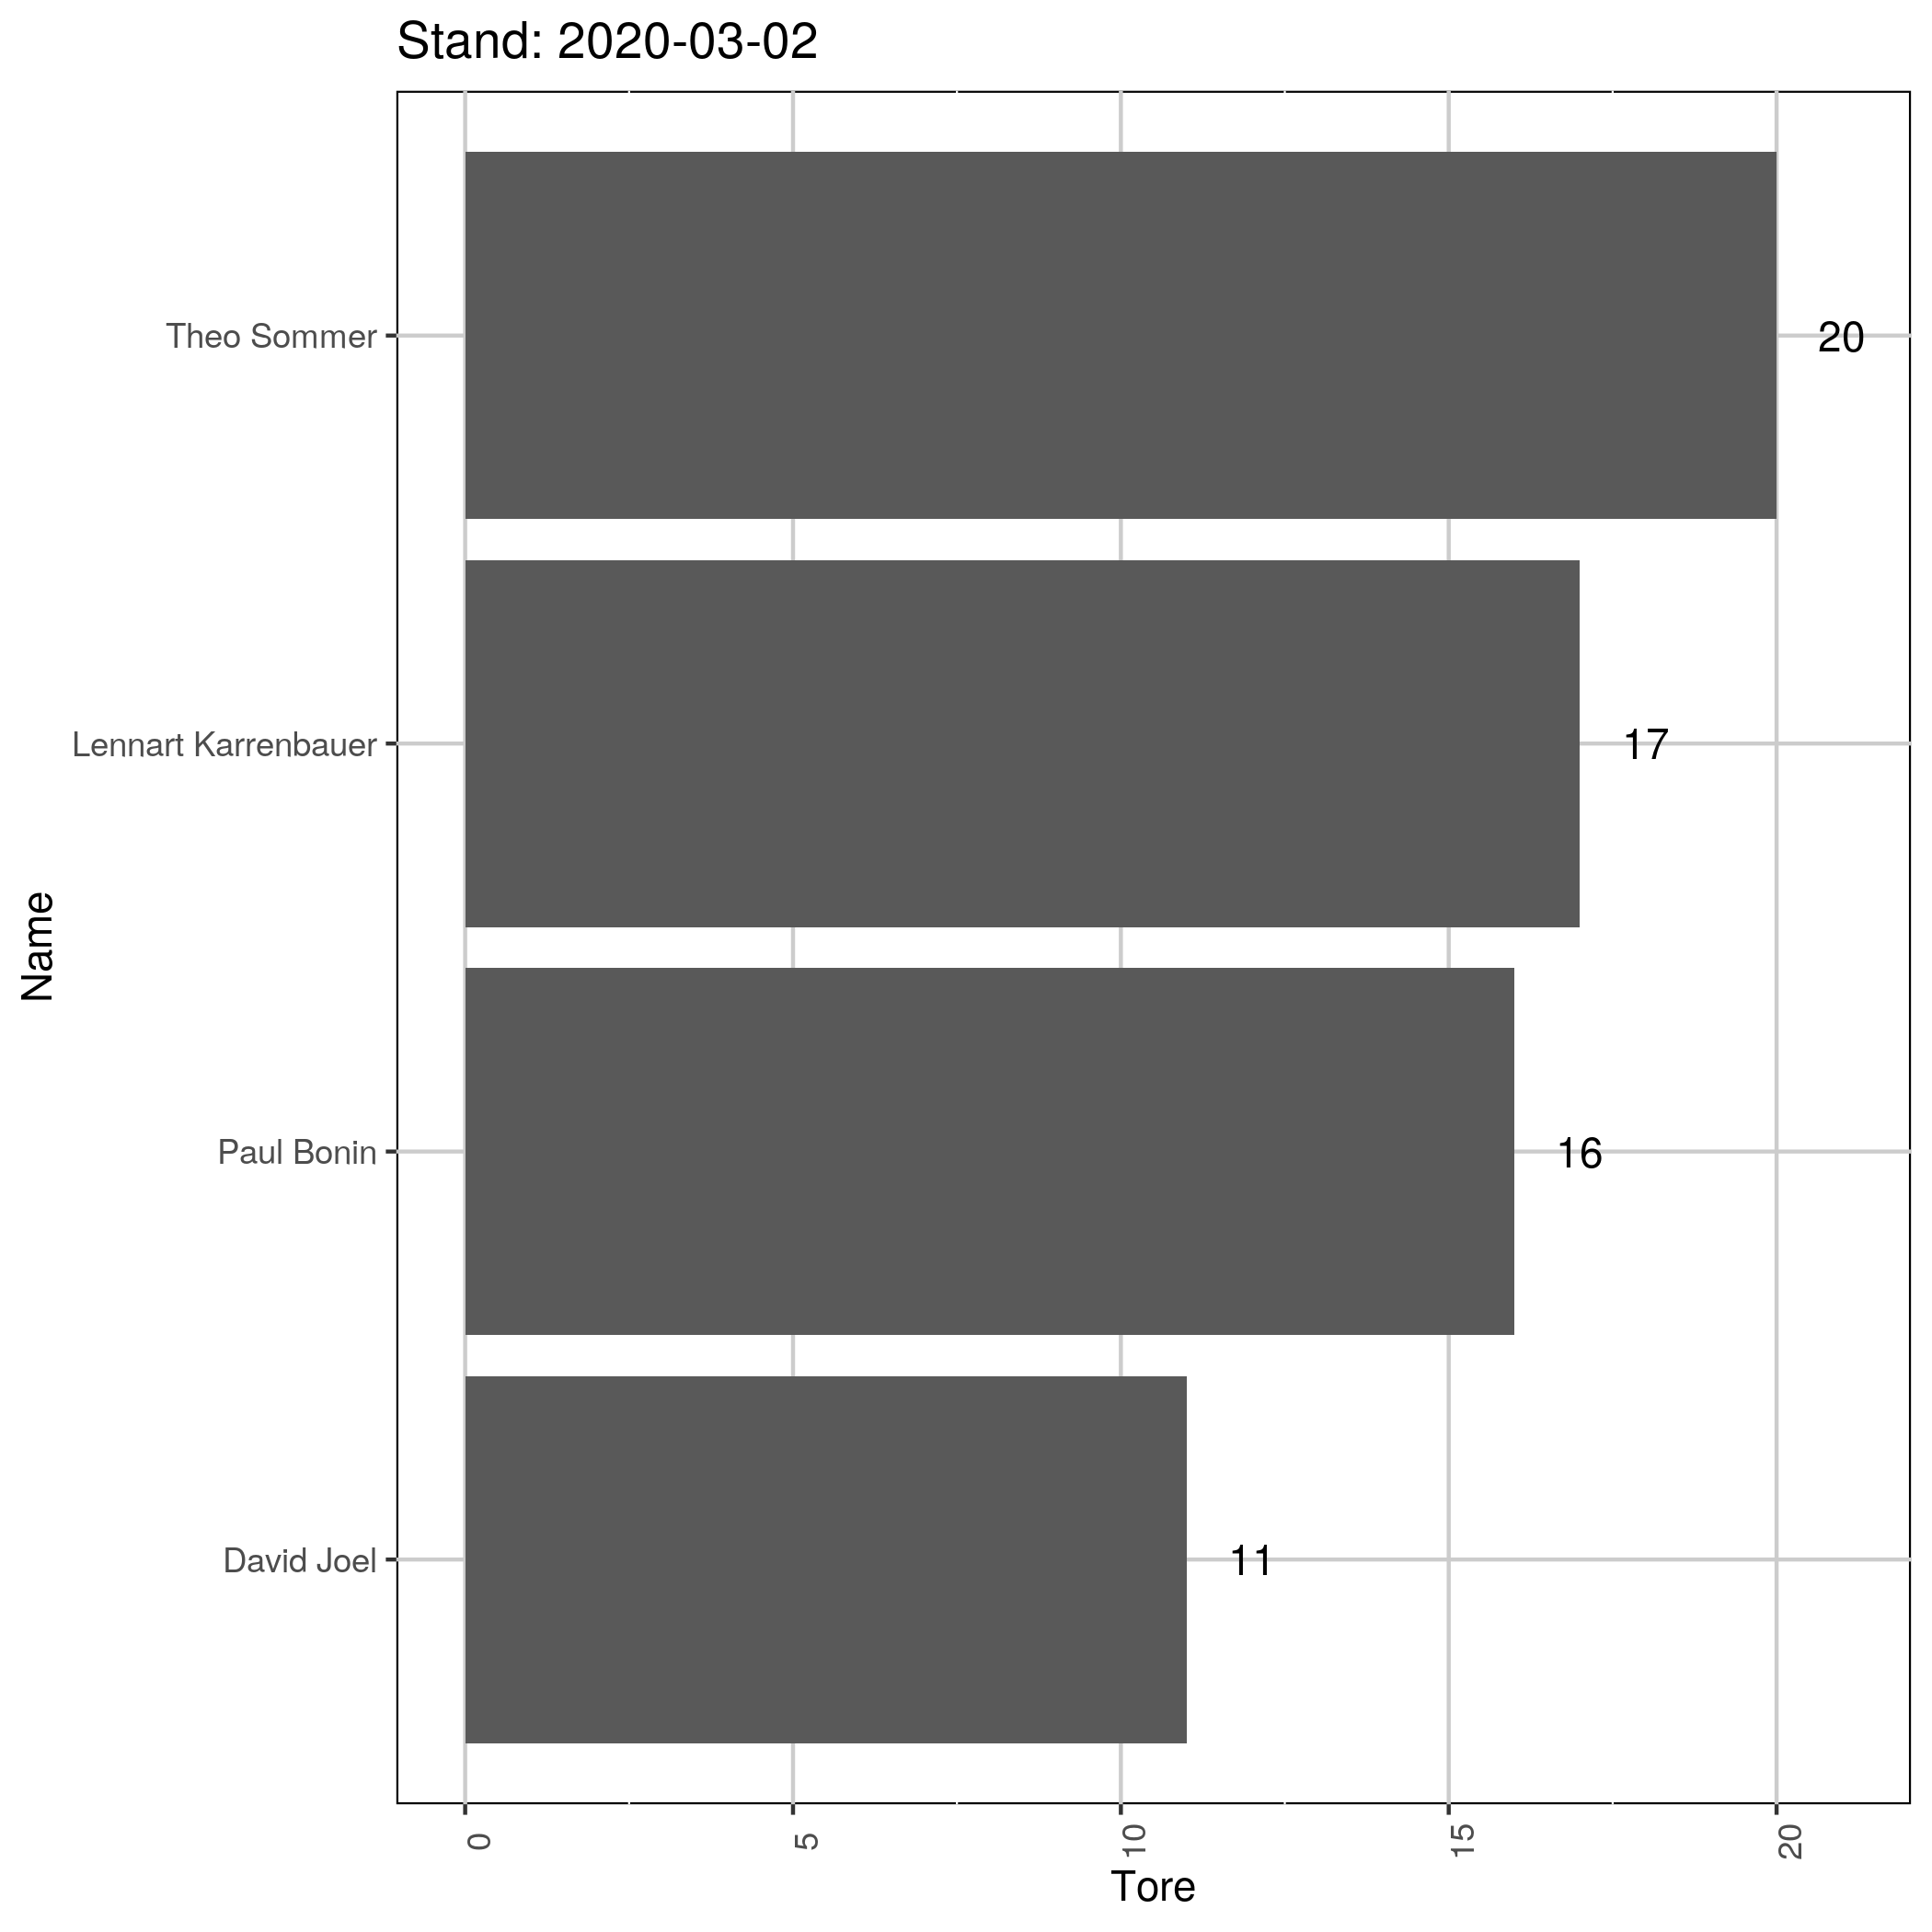 Stand: 2020-03-02
Name
Theo Sommer
20
Lennart Karrenbauer
17
Paul Bonin
16
David Joel
11
0 5 10 15 20
Tore